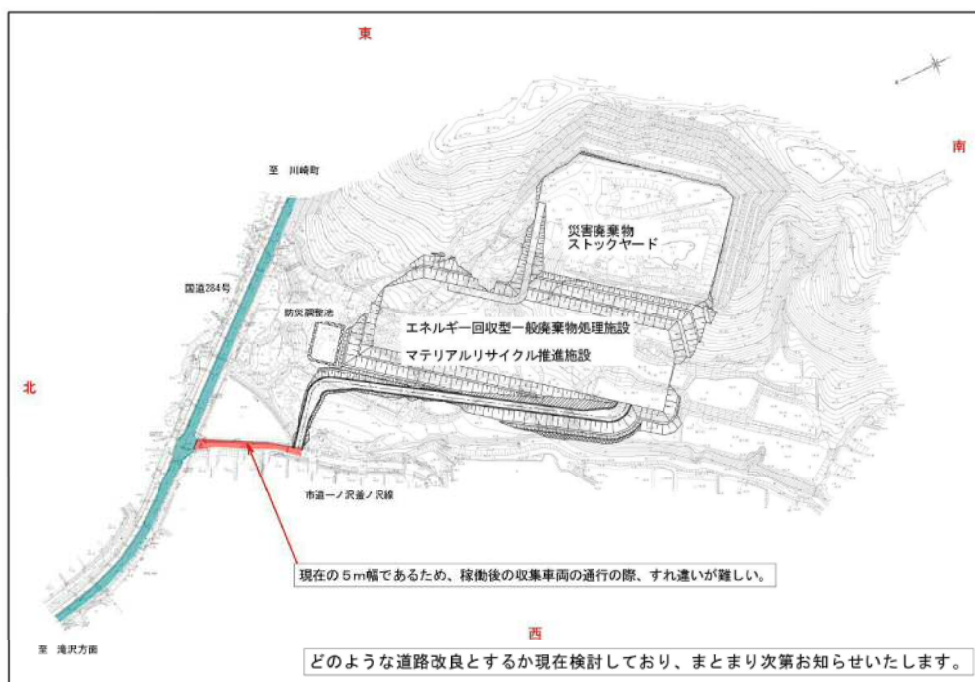 東
南
至　川崎町
災害廃棄物
ストックヤード
国道284号
防災調整池
エネルギー回収型一般廃棄物処理施設
マテリアルリサイクル推進施設
北
市道一ノ沢釜ノ沢線
現在の5m幅であるため、稼働後の収集車両の通行の際、すれ違いが難しい。
西
至　滝沢方面
どのような道路改良とするか現在検討しており、まとまり次第お知らせいたします。